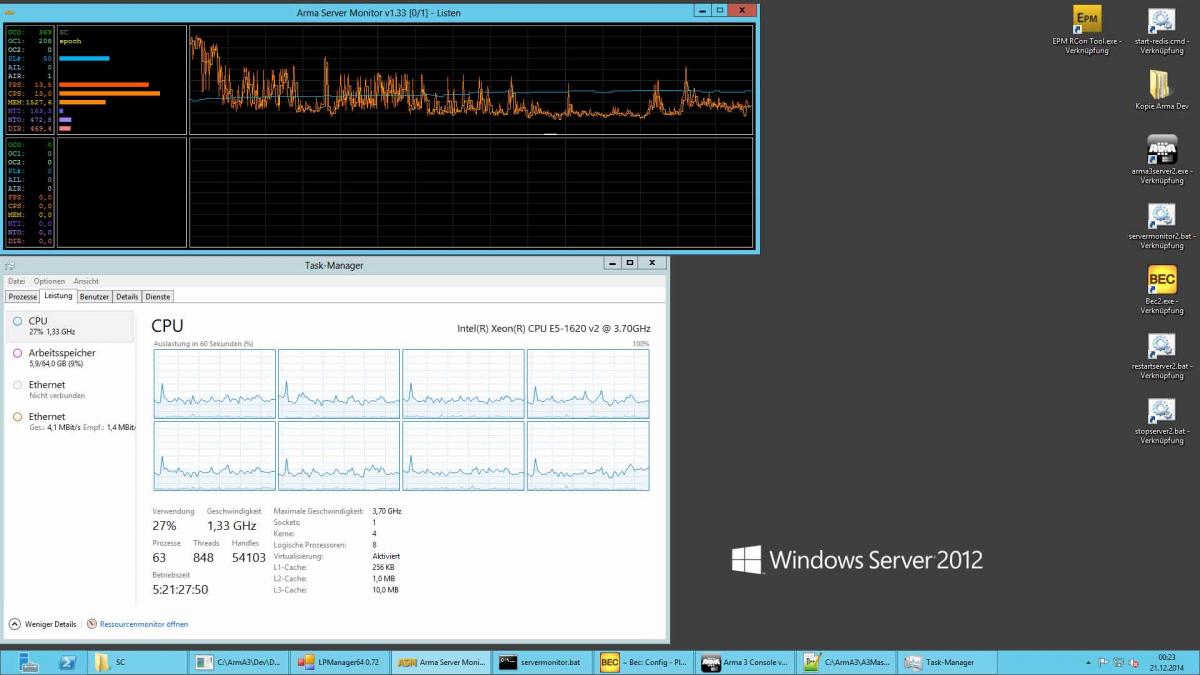 Arma Server Monitor v1.33 [0/1] - Listen
OC0: 369
OC1: 208
OC2: 0
PL#: 50
AIL: 0
AIR: 1
FPS: 13,5
CPS: 13,0
MEM:1527,6
NTI: 163,3
NTO: 472,8
DIR: 469,4
SC
epoch
OC0: 0
OC1: 0
OC2: 0
PL#: 0
AIL: 0
AIR: 0
FPS: 0,0
CPS: 0,0
MEM: 0,0
NTI: 0,0
NTO: 0,0
DIR: 0,0
EPM
EPM RCon Tool.exe - Verknüpfung
start-redis.cmd - Verknüpfung
Kopie Arma Dev
ARMA
arma3server2.exe - Verknüpfung
servermonitor2.bat - Verknüpfung
BEC
Bec2.exe - Verknüpfung
restartserver2.bat - Verknüpfung
stopserver2.bat - Verknüpfung
Task-Manager
Datei Optionen Ansicht
Prozesse Leistung Benutzer Details Dienste
CPU
27% 1,33 GHz
Arbeitsspeicher
5,9/64,0 GB (9%)
Ethernet
Nicht verbunden
Ethernet
Ges.: 4,1 MBit/s Empf.: 1,4 MBit/
CPU
Intel(R) Xeon(R) CPU E5-1620 v2 @ 3.70GHz
Auslastung in 60 Sekunden (%)
100%
Verwendung
27%
Geschwindigkeit
1,33 GHz
Prozesse
63
Threads
848
Handles
54103
Betriebszeit
5:21:27:50
Maximale Geschwindigkeit: 3,70 GHz
Sockets: 1
Kerne: 4
Logische Prozessoren: 8
Virtualisierung: Aktiviert
L1-Cache: 256 KB
L2-Cache: 1,0 MB
L3-Cache: 10,0 MB
Weniger Details
Ressourcenmonitor öffnen
Windows Server 2012
SC
C:\ArmA3\Dev\D...
LPManager64 0.72
ASM Arma Server Moni...
servermonitor.bat
BEC ~ Bec: Config - Pl...
Arma 3 Console v...
C:\ArmA3\A3Mas...
Task-Manager
00:23
21.12.2014